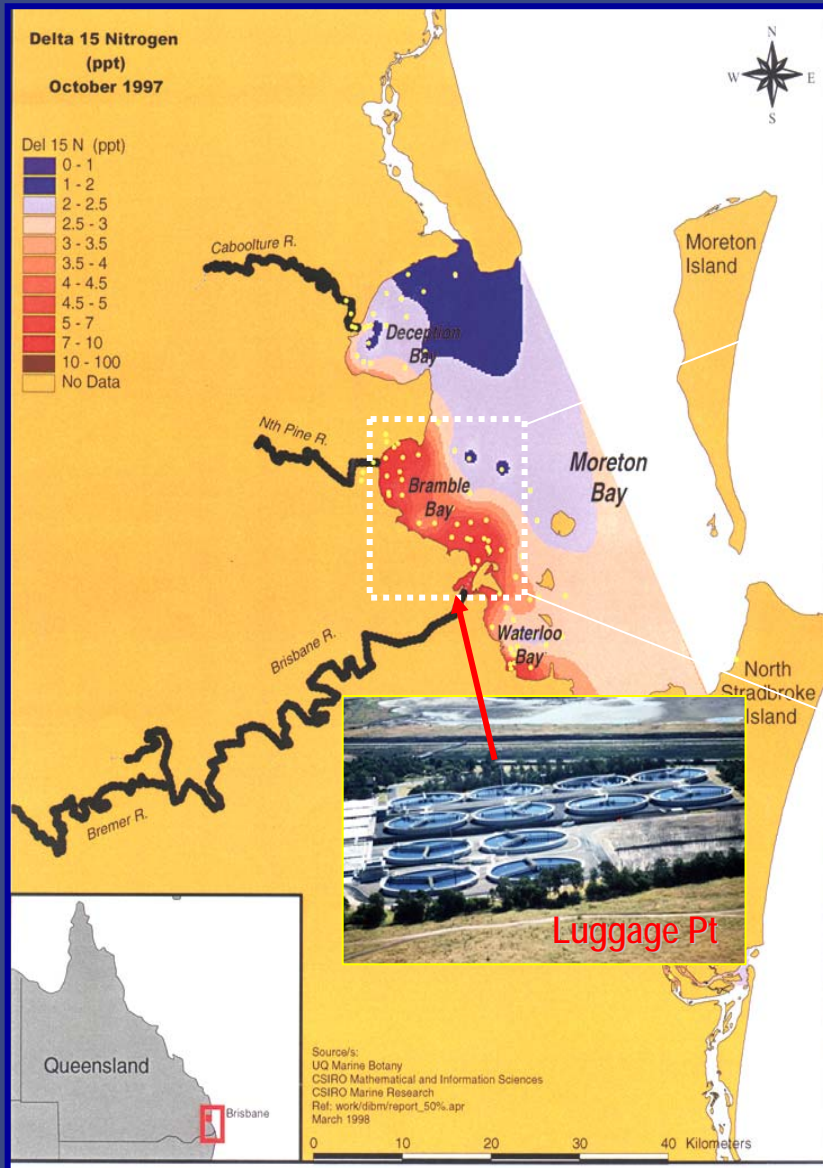 Delta 15 Nitrogen
(ppt)
October 1997
N
W
E
S
Del 15 N (ppt)
0 - 1
1 - 2
2 - 2.5
2.5 - 3
3 - 3.5
3.5 - 4
4 - 4.5
4.5 - 5
5 - 7
7 - 10
10 - 100
No Data
Caboolture R.
Moreton
Island
Deception
Bay
Nth Pine R.
Moreton
Bay
Bramble
Bay
Brisbane R.
Waterloo
Bay
North
Stradbroke
Island
Bremer R.
Luggage Pt
Queensland
Brisbane
Source/s:
UQ Marine Botany
CSIRO Mathematical and Information Sciences
CSIRO Marine Research
Ref: work/dibm/report_50%.apr
March 1998
0 10 20 30 40 Kilometers